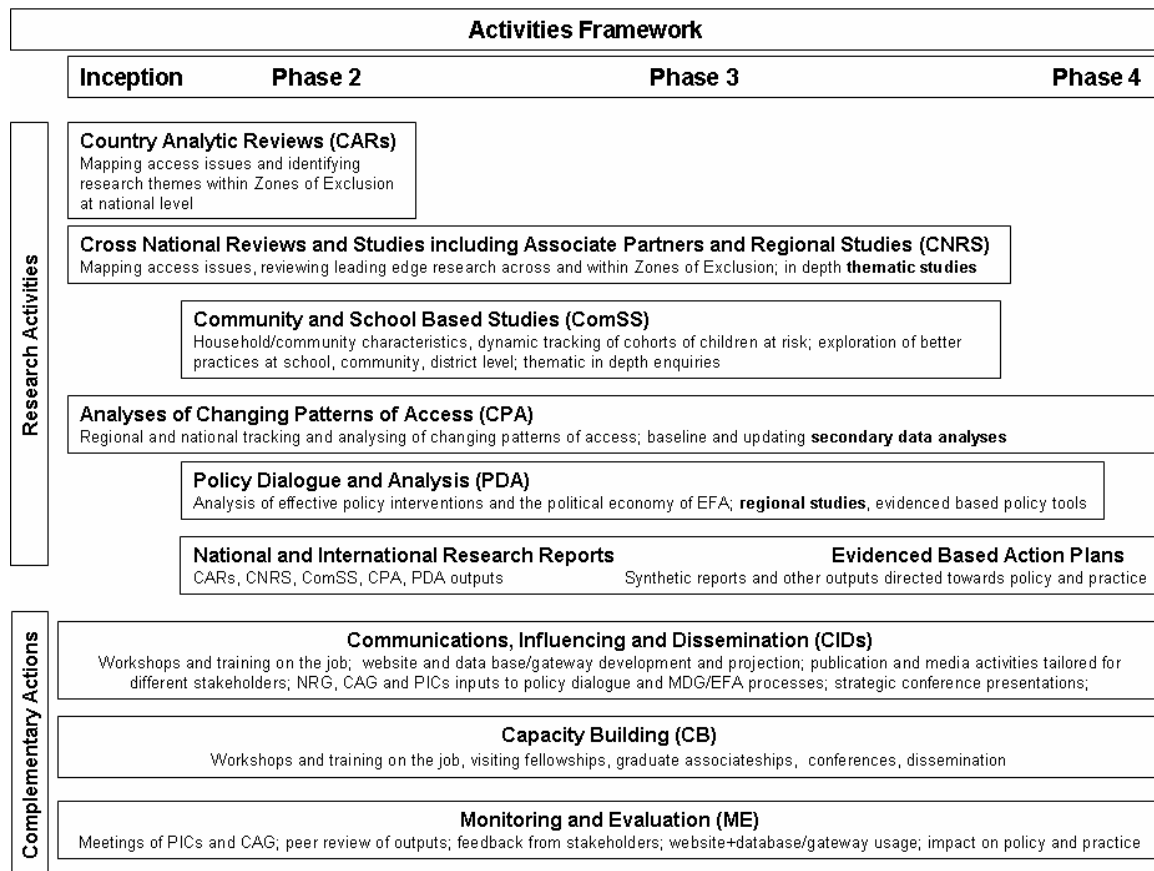 Activities Framework
Inception Phase 2 Phase 3 Phase 4
Research Activities
Country Analytic Reviews (CARs)
Mapping access issues and identifying
research themes within Zones of Exclusion
at national level
Cross National Reviews and Studies including Associate Partners and Regional Studies (CNRS)
Mapping access issues, reviewing leading edge research across and within Zones of Exclusion; in depth thematic studies
Community and School Based Studies (ComSS)
Household/community characteristics, dynamic tracking of cohorts of children at risk; exploration of better
practices at school, community, district level; thematic in depth enquiries
Analyses of Changing Patterns of Access (CPA)
Regional and national tracking and analysing of changing patterns of access; baseline and updating secondary data analyses
Policy Dialogue and Analysis (PDA)
Analysis of effective policy interventions and the political economy of EFA; regional studies, evidenced based policy tools
National and International Research Reports Evidenced Based Action Plans
CARs, CNRS, ComSS, CPA, PDA outputs Synthetic reports and other outputs directed towards policy and practice
Complementary Actions
Communications, Influencing and Dissemination (CIDs)
Workshops and training on the job; website and data base/gateway development and projection; publication and media activities tailored for
different stakeholders; NRG, CAG and PICs inputs to policy dialogue and MDG/EFA processes; strategic conference presentations;
Capacity Building (CB)
Workshops and training on the job, visiting fellowships, graduate associateships, conferences, dissemination
Monitoring and Evaluation (ME)
Meetings of PICs and CAG; peer review of outputs; feedback from stakeholders; website+database/gateway usage; impact on policy and practice